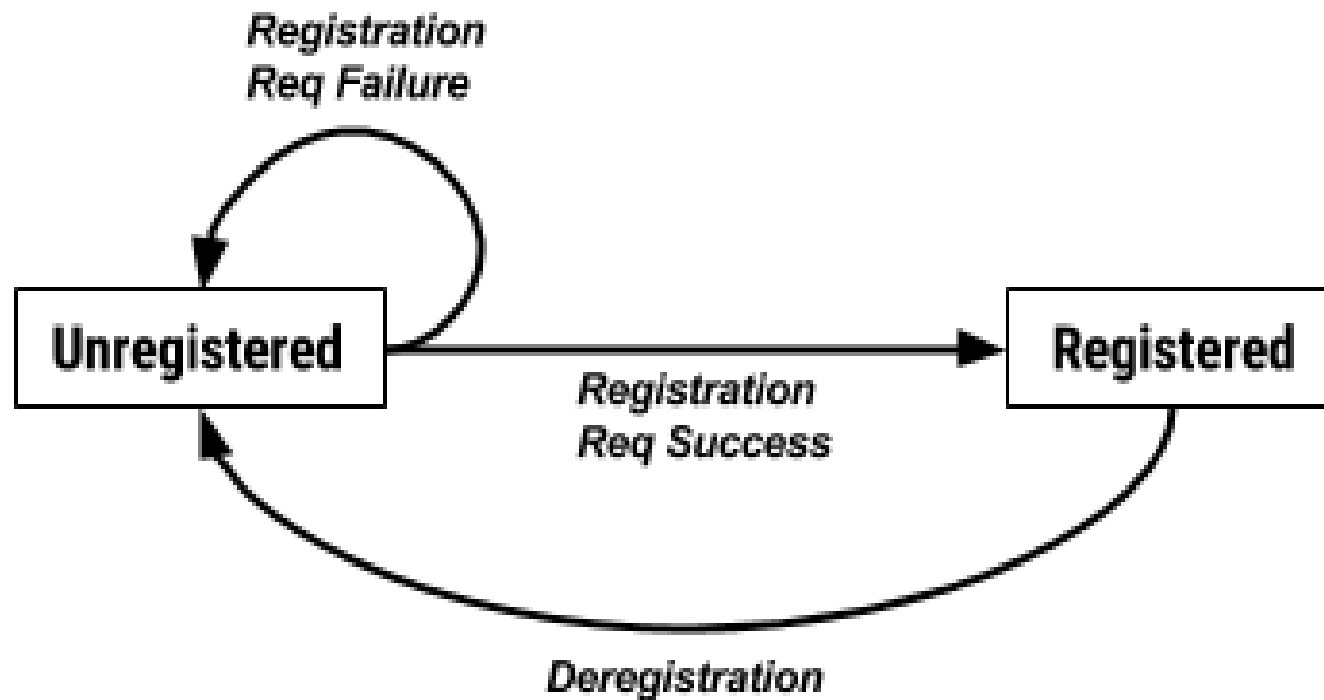 Registration
Req Failure
Unregistered
Registered
Registration
Req Success
Deregistration